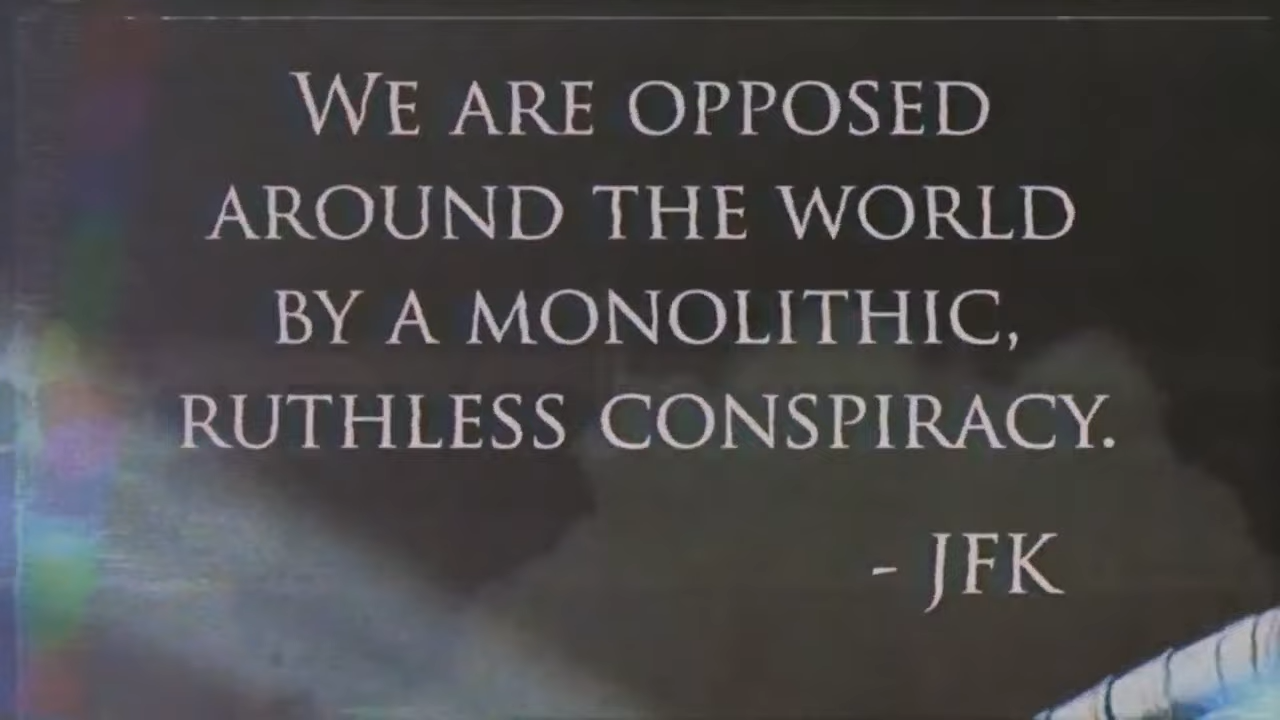 WE ARE OPPOSED
AROUND THE WORLD
BY A MONOLITHIC,
RUTHLESS CONSPIRACY.
- JFK